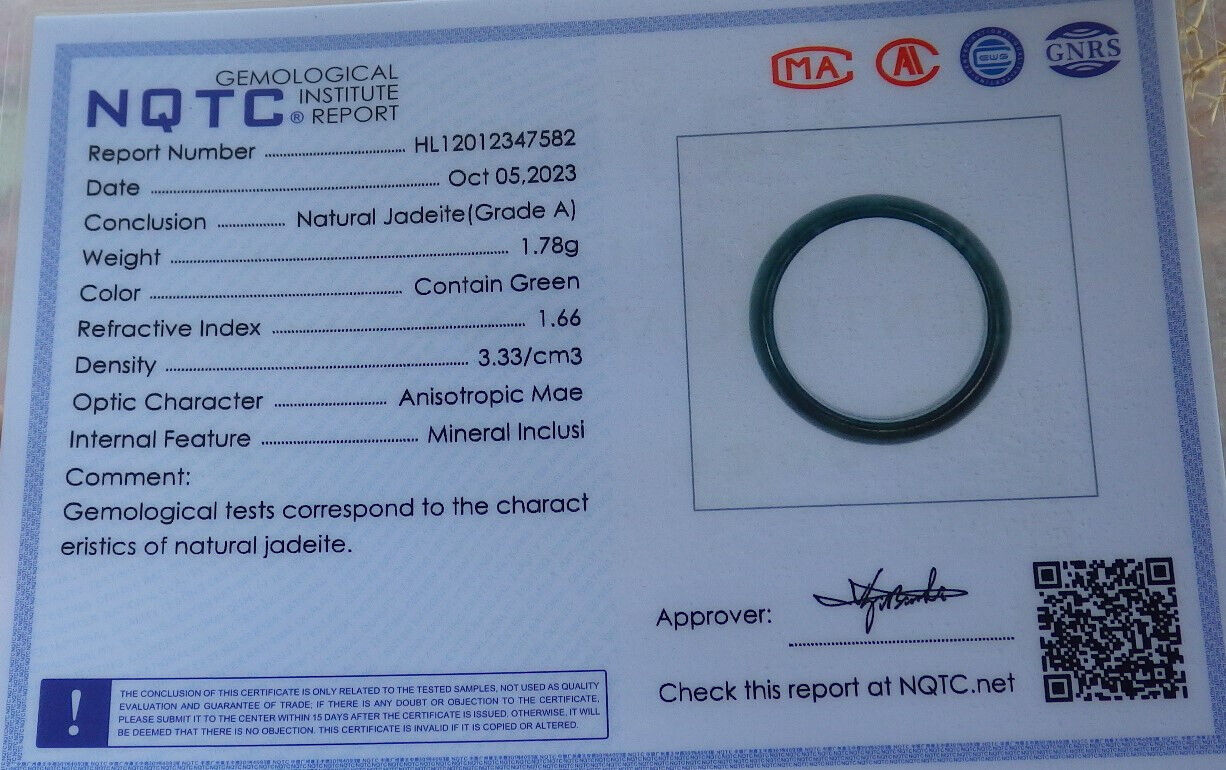 GEMOLOGICAL
NQTC® INSTITUTE
REPORT
MA
AL
GWS
GNRS
Report Number HL12012347582
Date Oct 05,2023
Conclusion Natural Jadeite(Grade A)
Weight 1.78g
Color Contain Green
Refractive Index 1.66
Density 3.33/cm3
Optic Character Anisotropic Mae
Internal Feature Mineral Inclusi
Comment:
Gemological tests correspond to the charact
eristics of natural jadeite.
Approver:
Check this report at NQTC.net
!
THE CONCLUSION OF THIS CERTIFICATE IS ONLY RELATED TO THE TESTED SAMPLES, NOT USED AS QUALITY
EVALUATION AND GUARANTEE OF TRADE; IF THERE IS ANY DOUBT OR OBJECTION TO THE CERTIFICATE,
PLEASE SUBMIT IT TO THE CENTER WITHIN 15 DAYS AFTER THE CERTIFICATE IS ISSUED. OTHERWISE, IT WILL
BE DEEMED THAT THERE IS NO OBJECTION. THIS CERTIFICATE IS INVALID IF IT IS COPIED OR ALTERED.